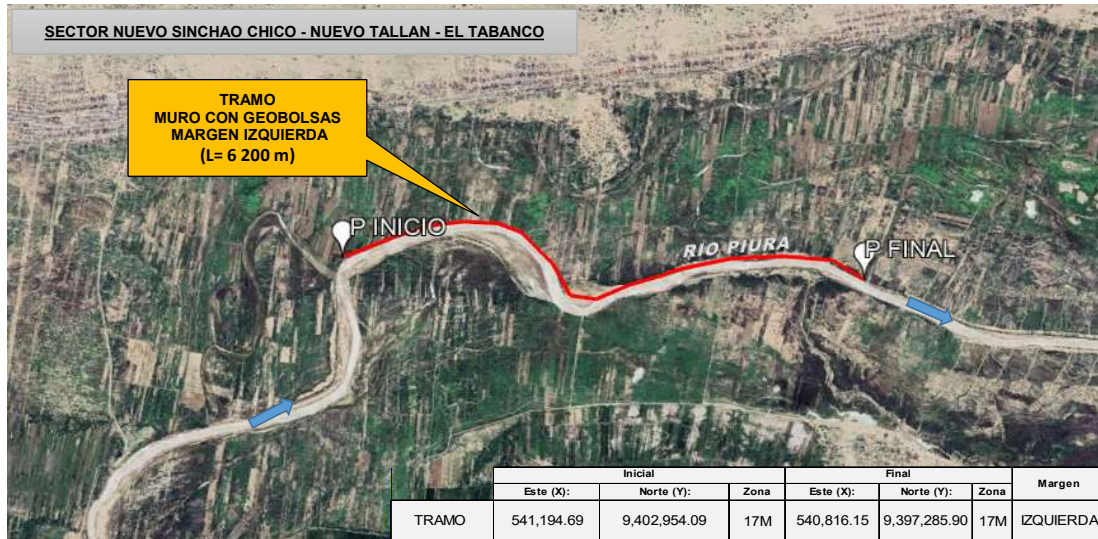 SECTOR NUEVO SINCHAO CHICO - NUEVO TALLAN - EL TABANCO
TRAMO
MURO CON GEOBOLSAS
MARGEN IZQUIERDA
(L= 6 200 m)
P INICIO
RIO PIURA
P FINAL
Inicial Final Margen
Este (X): Norte (Y): Zona Este (X): Norte (Y): Zona
TRAMO 541,194.69 9,402,954.09 17M 540,816.15 9,397,285.90 17M IZQUIERDA